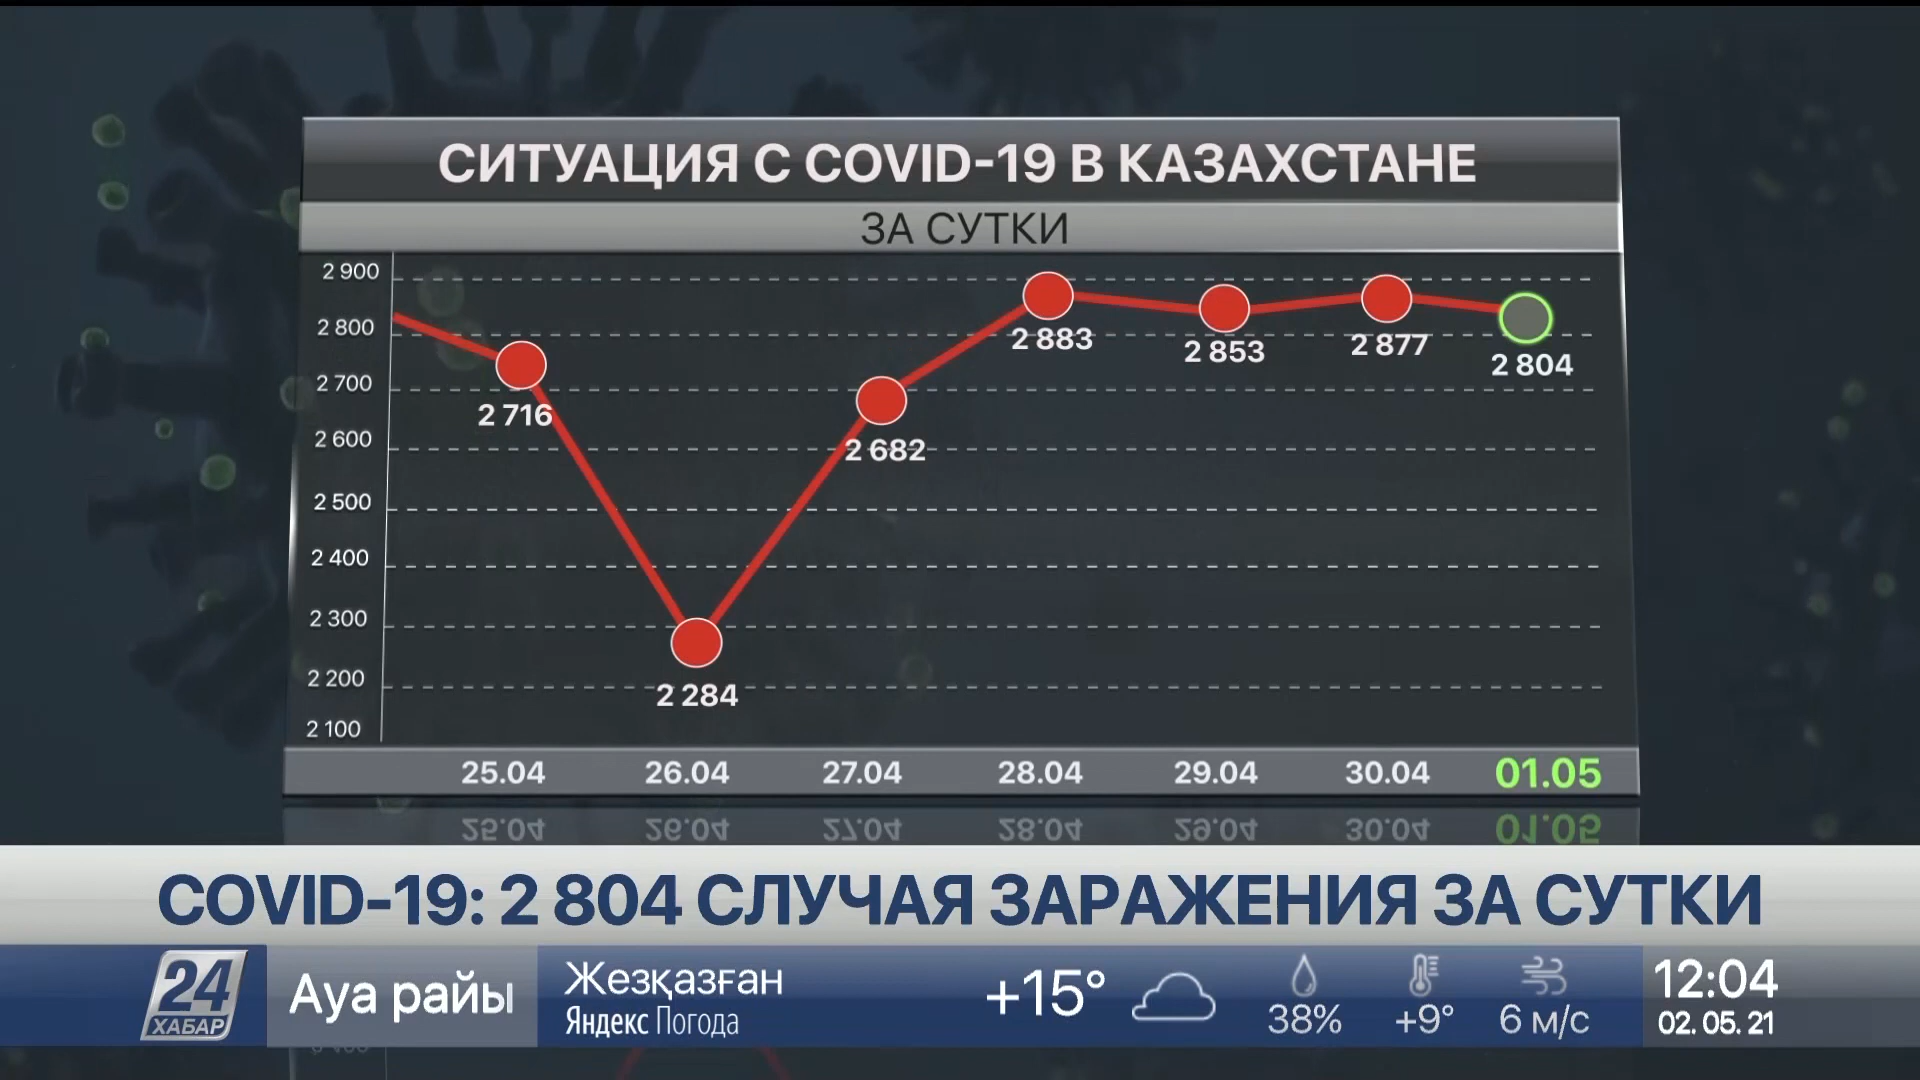 СИТУАЦИЯ С COVID-19 В КАЗАХСТАНЕ
ЗА СУТКИ
2 900
2 800
2 700
2 600
2 500
2 400
2 300
2 200
2 100
2 716
2 284
2 682
2 883
2 853
2 877
2 804
25.04 26.04 27.04 28.04 29.04 30.04 01.05
COVID-19: 2 804 СЛУЧАЯ ЗАРАЖЕНИЯ ЗА СУТКИ
24 ХАБАР
Ауа райы
Жезқазған
Яндекс Погода
+15°
38%
+9°
6 м/с
12:04
02. 05. 21